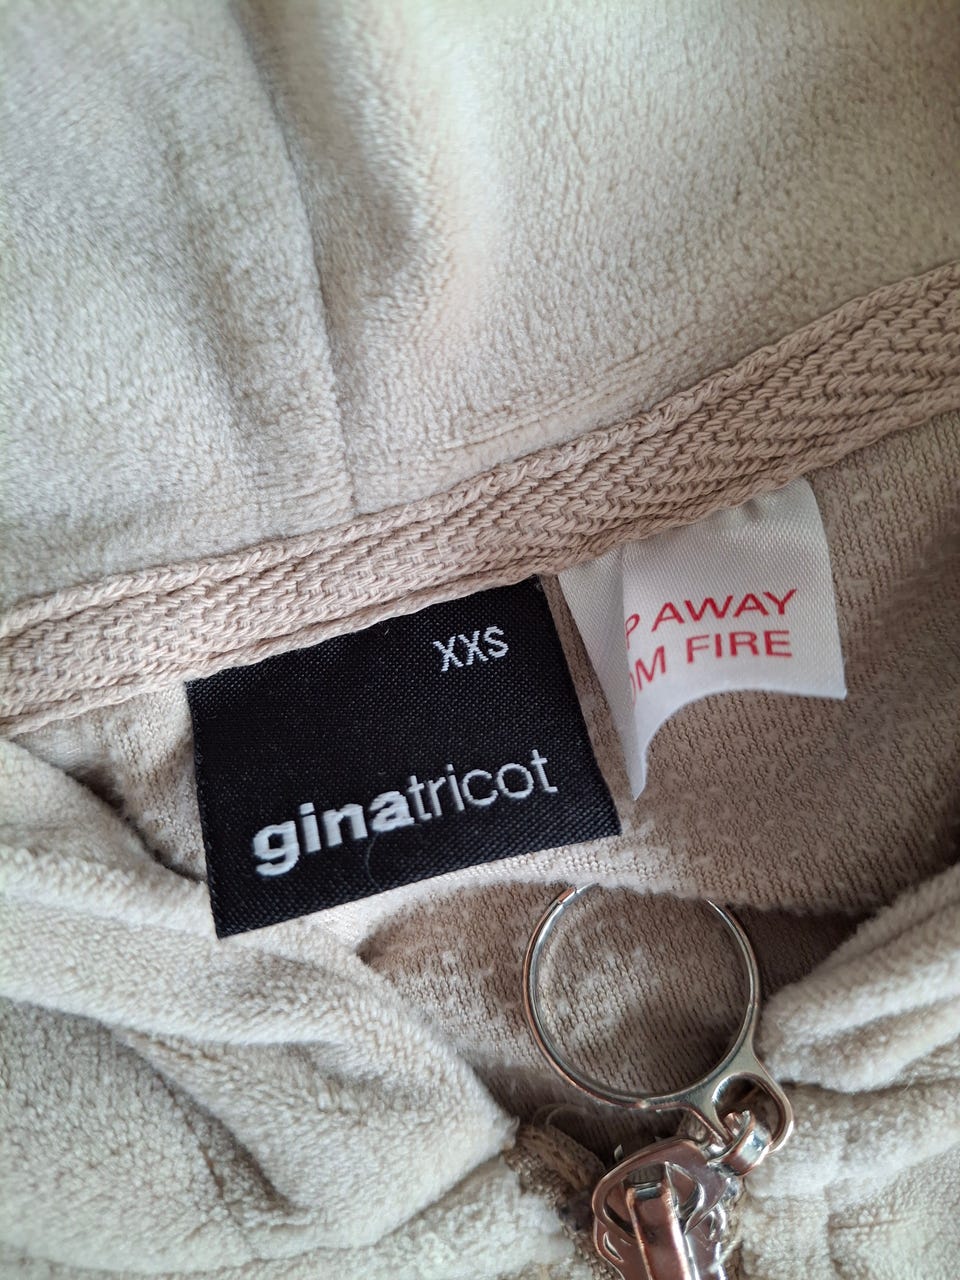 XXS
ginatricot
P AWAY
OM FIRE